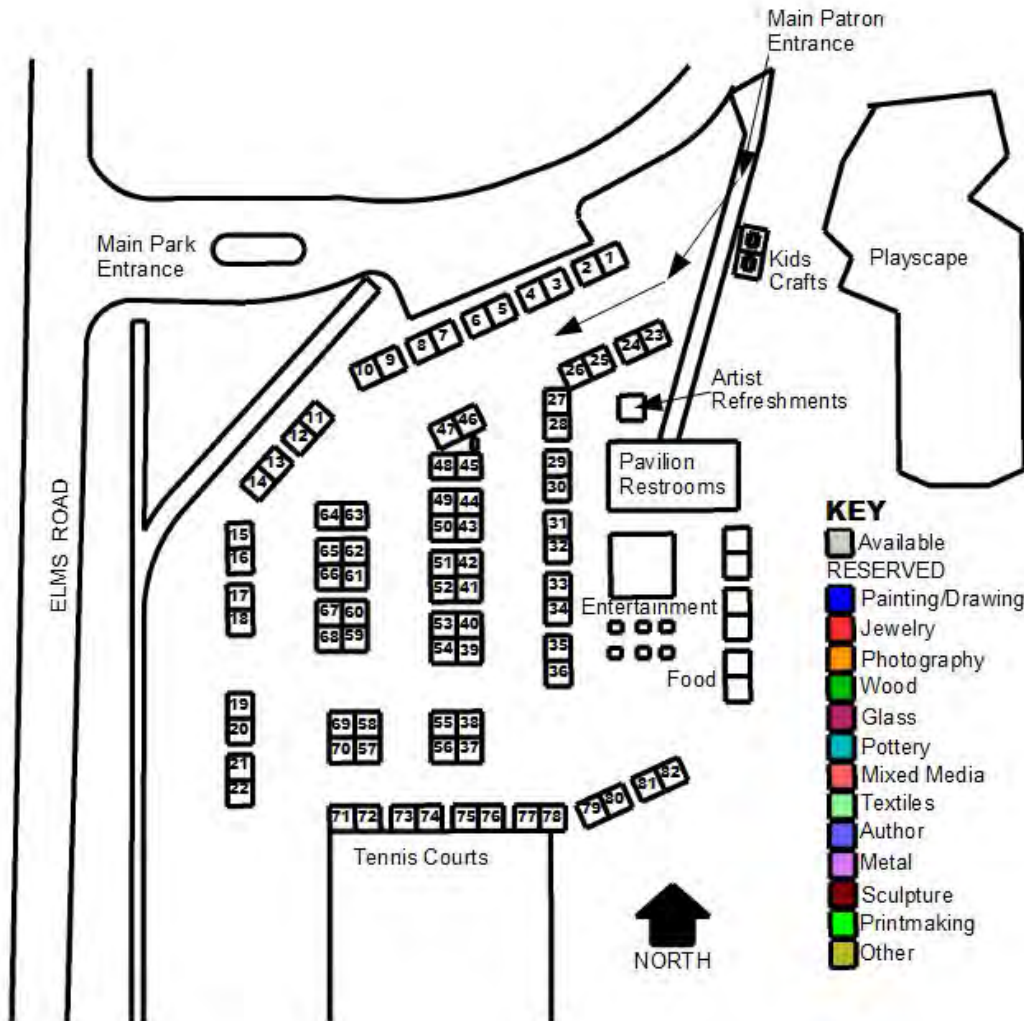 Main Patron
Entrance
Main Park
Entrance
Kids
Crafts
Playscape
2 1
4 3
6 5
8 7
10 9
24 23
26 25
Artist
Refreshments
27
28
11
12
13
14
47 46
48 45
29
30
Pavilion
Restrooms
ELMS ROAD
49 44
50 43
64 63
15
16
31
32
65 62
66 61
51 42
52 41
17
18
33
34
Entertainment
67 60
68 59
53 40
54 39
35
36
Food
19
20
69 58
70 57
55 38
56 37
21
22
79 80
81 82
71 72
73 74
75 76
77 78
Tennis Courts
NORTH
KEY
Available
RESERVED
Painting/Drawing
Jewelry
Photography
Wood
Glass
Pottery
Mixed Media
Textiles
Author
Metal
Sculpture
Printmaking
Other